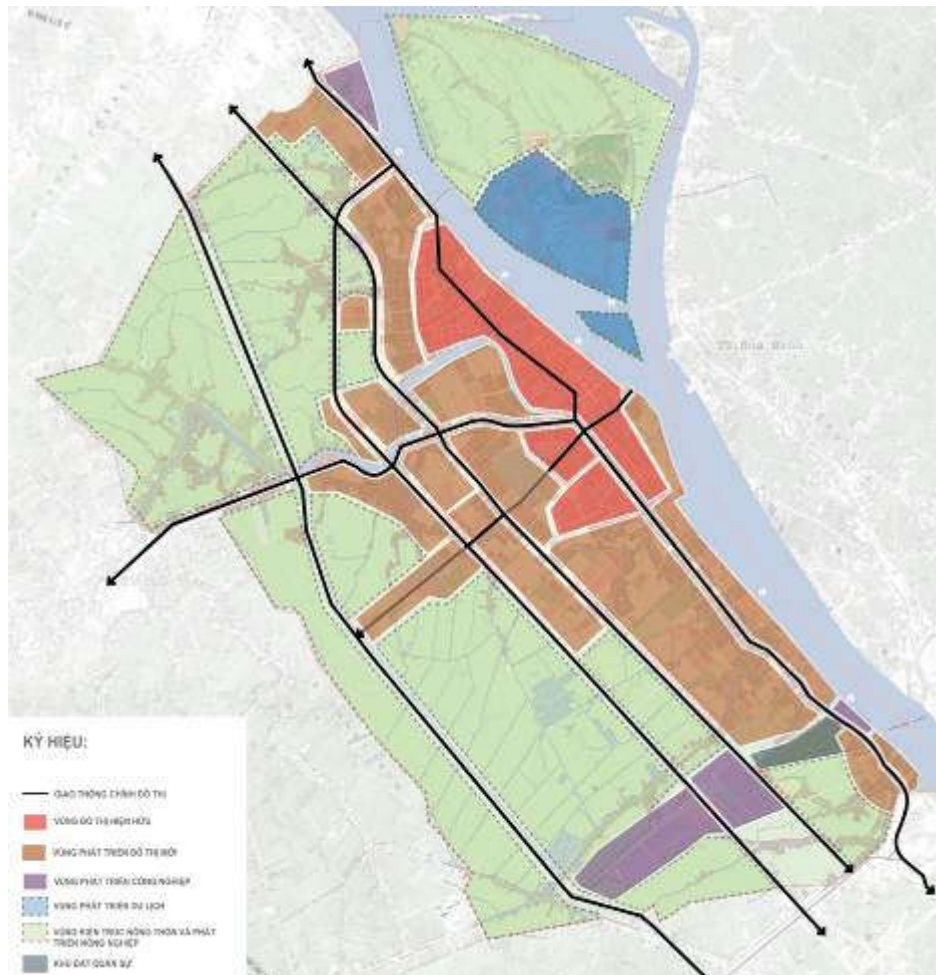 KÝ HIỆU:
GIAO THÔNG CHÍNH ĐÔ THỊ
VÙNG ĐÔ THỊ HIỆN HỮU
VÙNG PHÁT TRIỂN ĐÔ THỊ MỚI
VÙNG PHÁT TRIỂN CÔNG NGHIỆP
VÙNG PHÁT TRIỂN DU LỊCH
VÙNG KIẾN TRÚC NÔNG THÔN VÀ PHÁT
TRIỂN NÔNG NGHIỆP
KHU ĐẤT QUÂN SỰ